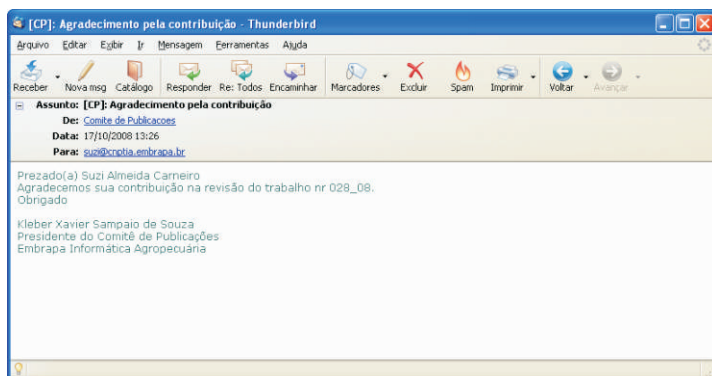 [CP]: Agradecimento pela contribuição - Thunderbird
Arquivo Editar Exibir Ir Mensagem Ferramentas Ajuda
Receber Nova msg Catálogo Responder Re: Todos Encaminhar Marcadores Excluir Spam Imprimir Voltar Avançar
Assunto: [CP]: Agradecimento pela contribuição
De: Comite de Publicacoes
Data: 17/10/2008 13:26
Para: suzi@cnptia.embrapa.br
Prezado(a) Suzi Almeida Carneiro
Agradecemos sua contribuição na revisão do trabalho nr 028_08.
Obrigado
Kleber Xavier Sampaio de Souza
Presidente do Comitê de Publicações
Embrapa Informática Agropecuária